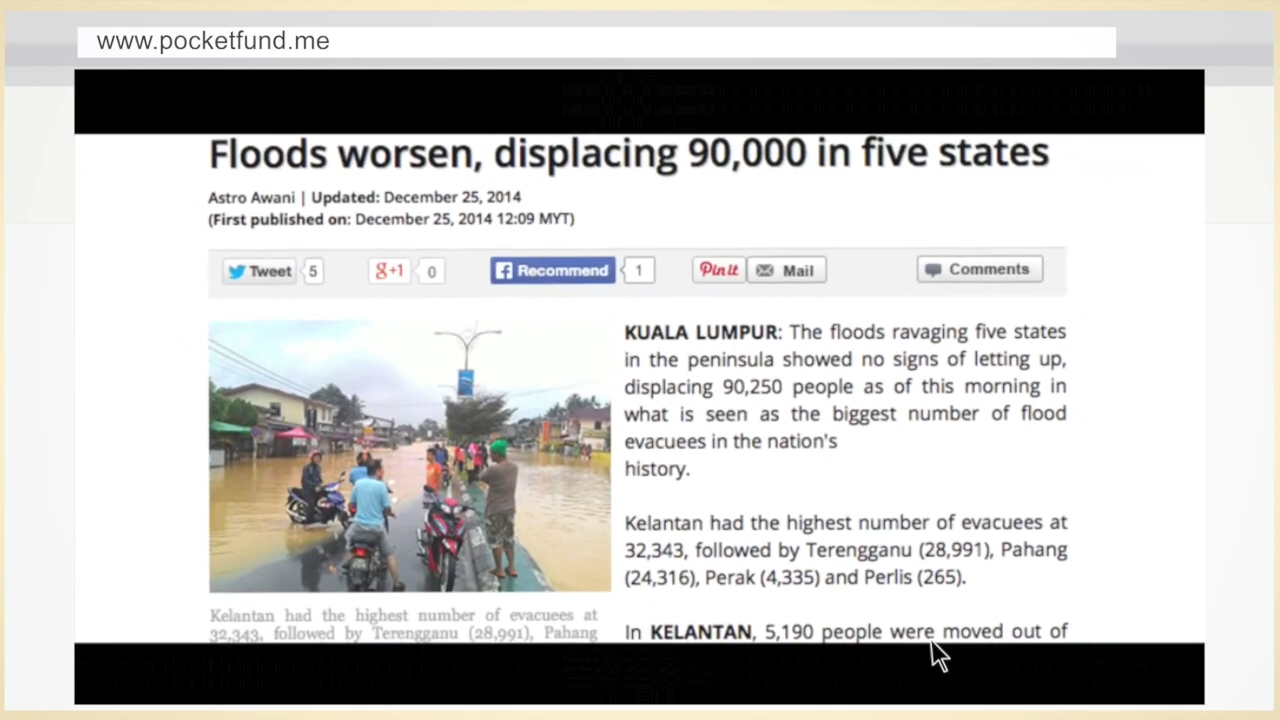 www.pocketfund.me
Floods worsen, displacing 90,000 in five states
Astro Awani | Updated: December 25, 2014
(First published on: December 25, 2014 12:09 MYT)
Tweet 5 g+1 0 f Recommend 1 Pin it Mail Comments
KUALA LUMPUR: The floods ravaging five states
in the peninsula showed no signs of letting up,
displacing 90,250 people as of this morning in
what is seen as the biggest number of flood
evacuees in the nation's
history.
Kelantan had the highest number of evacuees at
32,343, followed by Terengganu (28,991), Pahang
(24,316), Perak (4,335) and Perlis (265).
In KELANTAN, 5,190 people were moved out of
Kelantan had the highest number of evacuees at
32,343, followed by Terengganu (28,991), Pahang